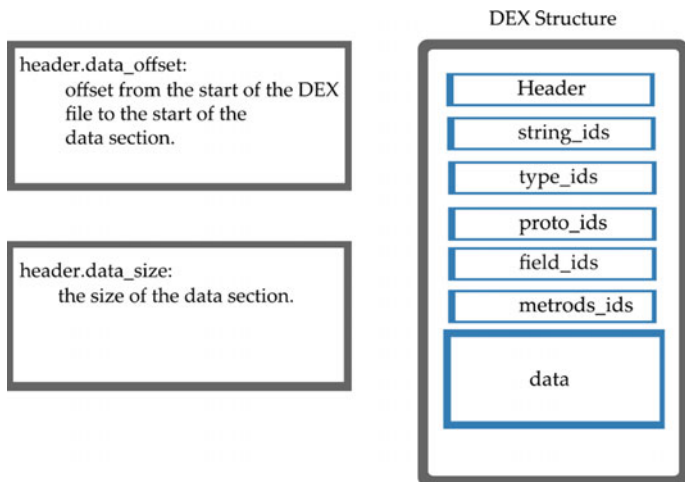 header.data_offset:
offset from the start of the DEX
file to the start of the
data section.
header.data_size:
the size of the data section.
DEX Structure
Header
string_ids
type_ids
proto_ids
field_ids
metrods_ids
data